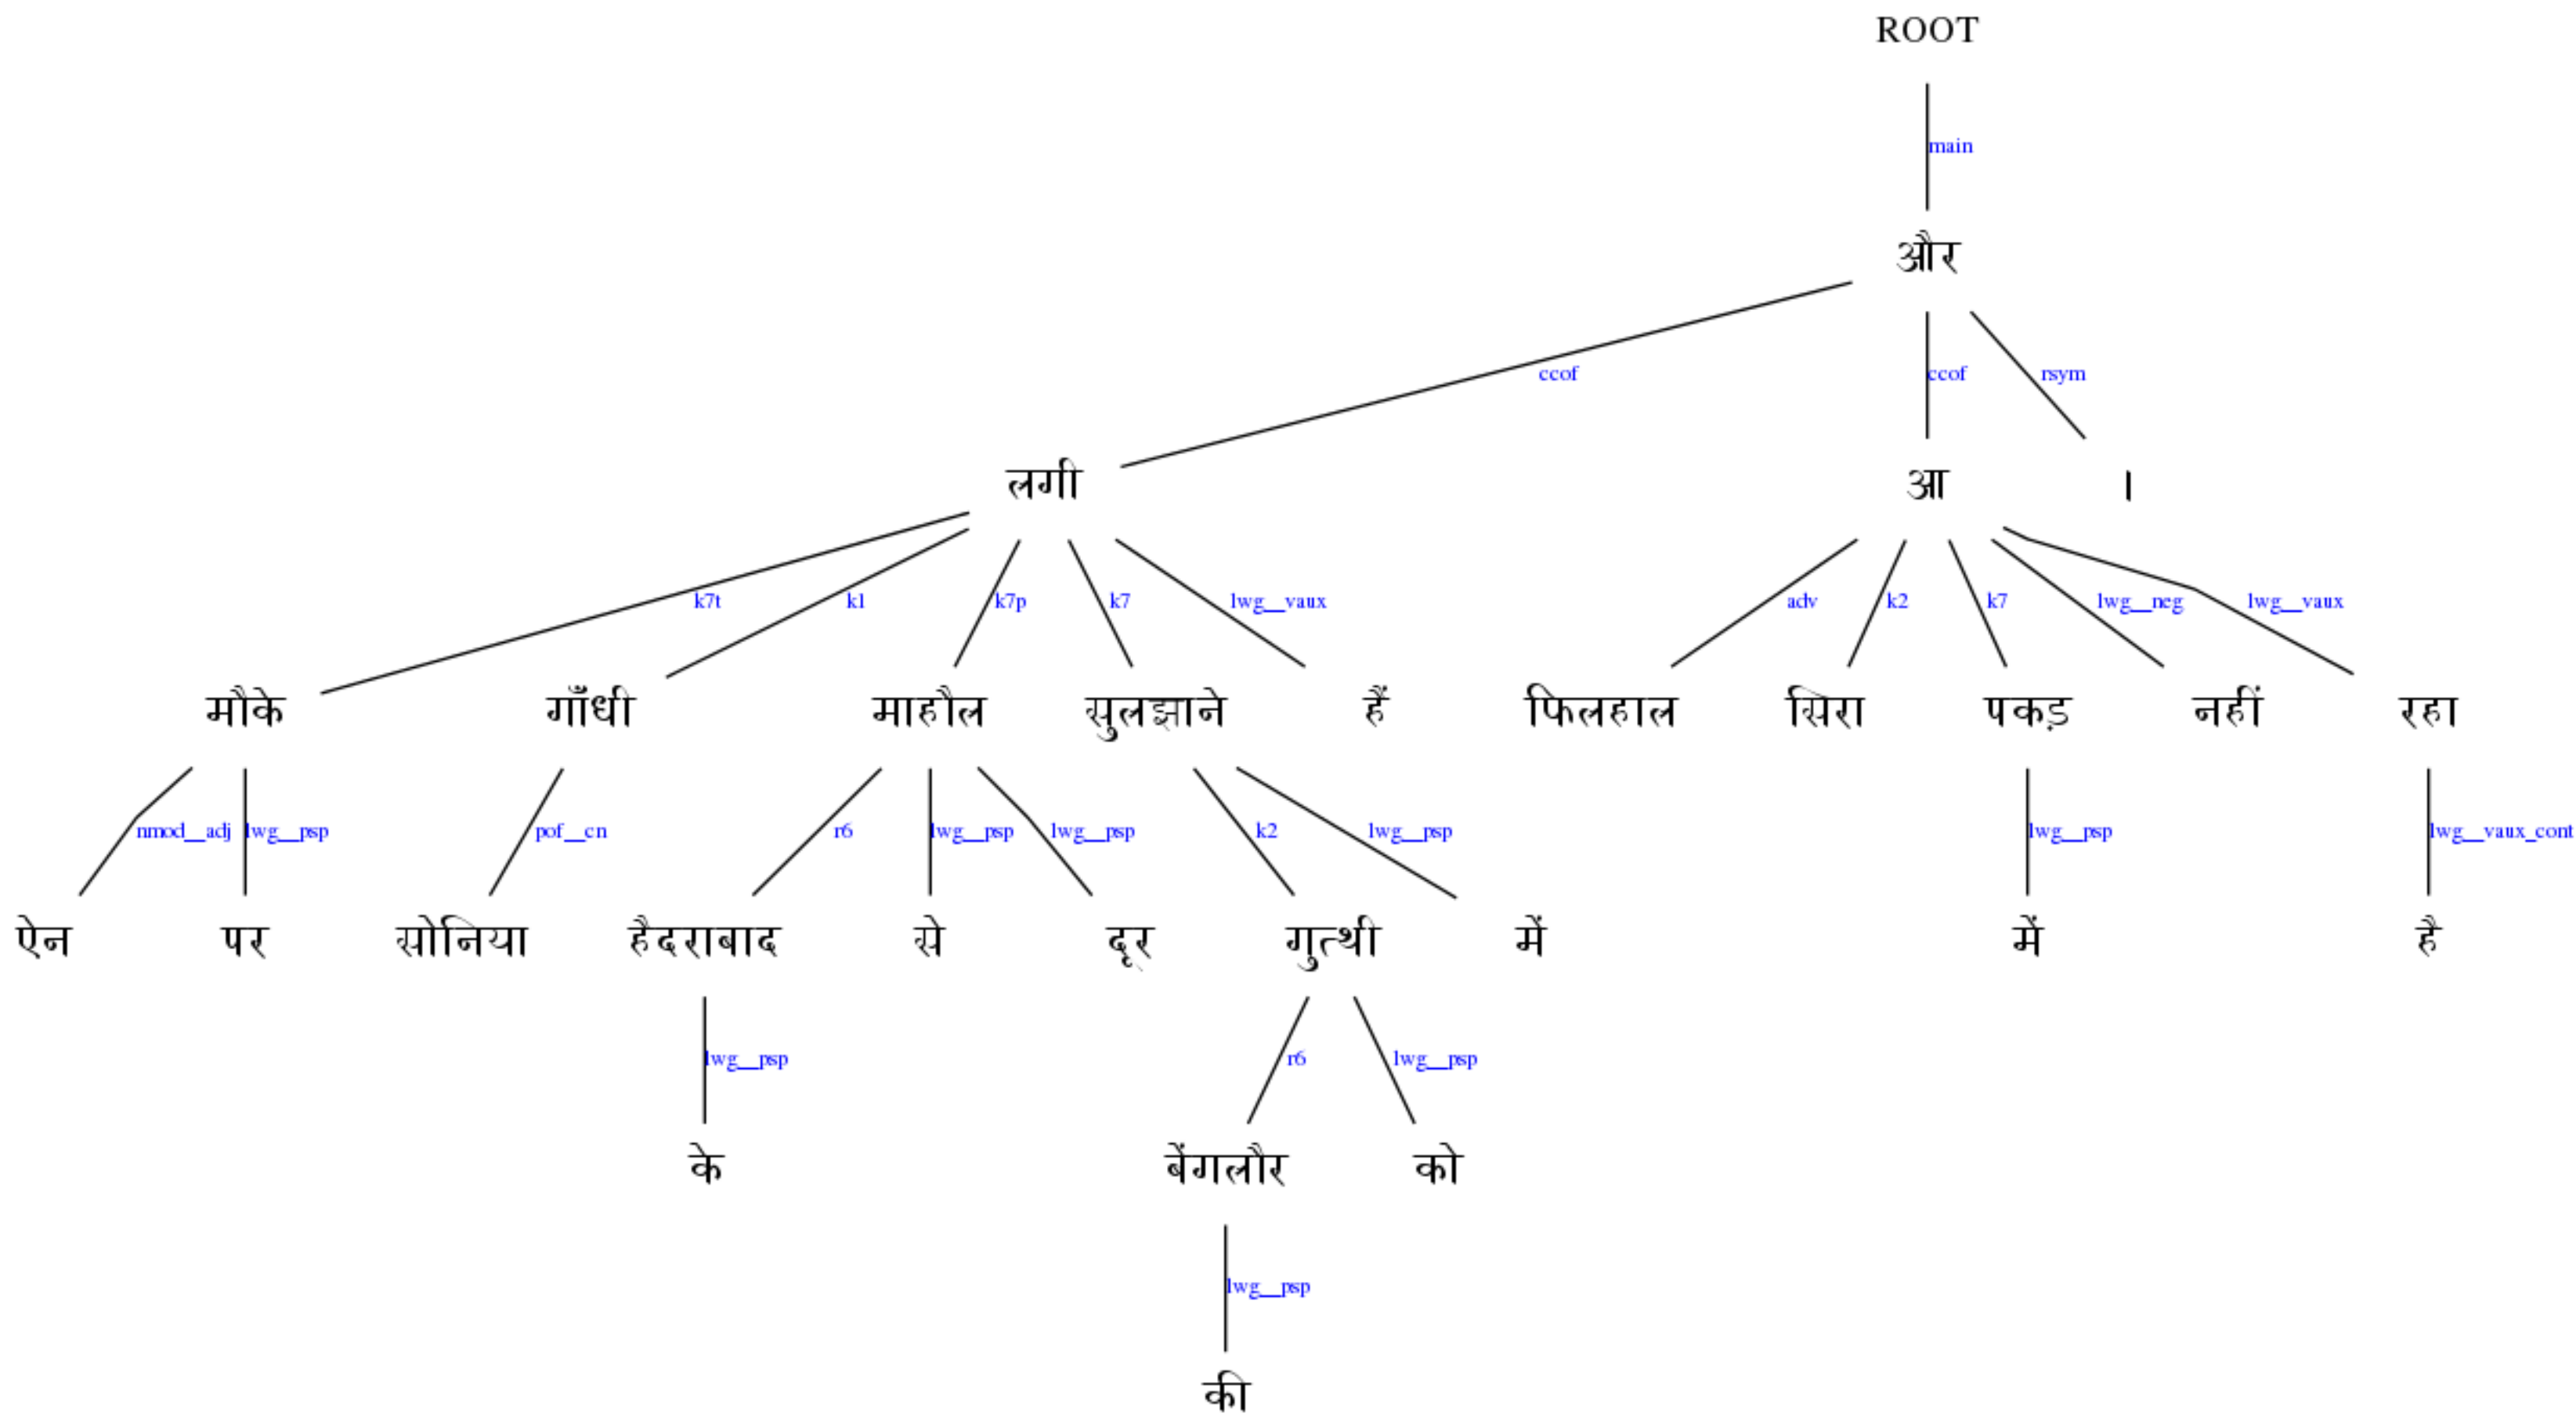 ROOT
main
और
ccof ccof rsym
लगी आ ।
k7t k1 k7p k7 lwg__vaux adv k2 k7 lwg__neg lwg__vaux
मौके गाँधी माहौल सुलझाने हैं फिलहाल सिरा पकड़ नहीं रहा
nmod__adj lwg__psp pof__cn r6 lwg__psp lwg__psp k2 lwg__psp lwg__psp lwg__vaux_cont
ऐन पर सोनिया हैदराबाद से दूर गुत्थी में में है
lwg__psp r6 lwg__psp
के बेंगलौर को
lwg__psp
की